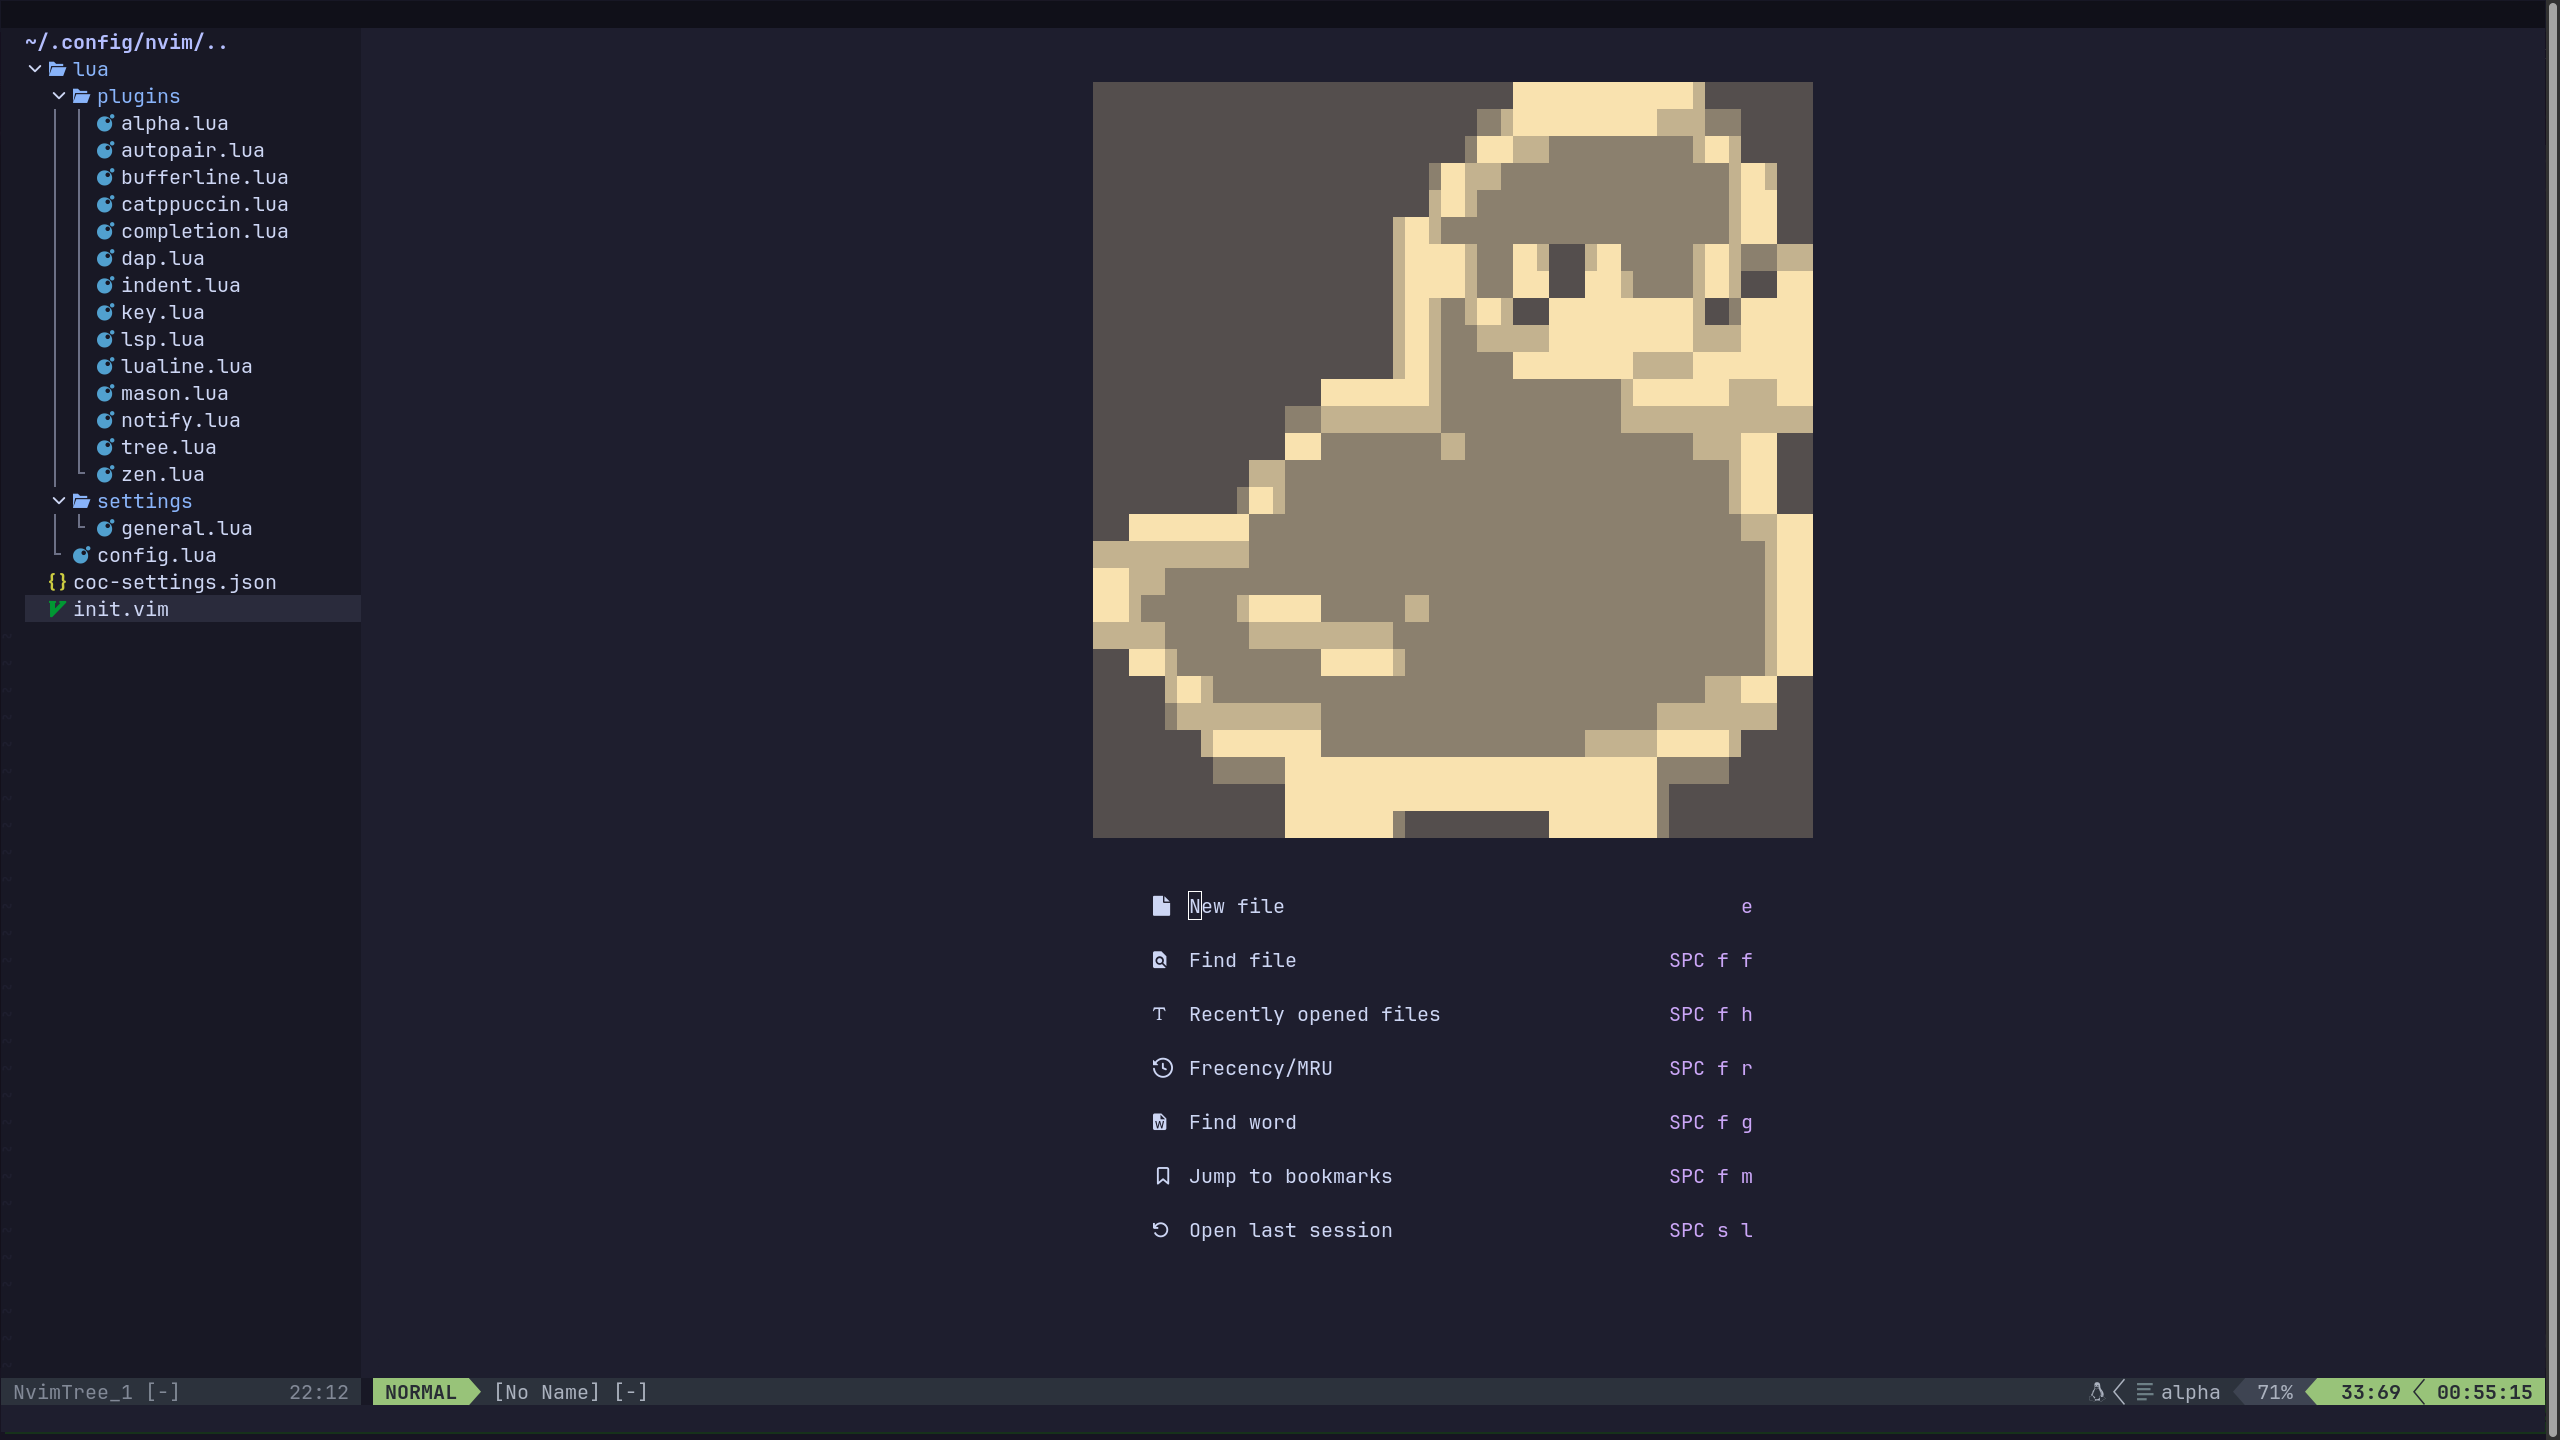 ~/.config/nvim/..
lua
plugins
alpha.lua
autopair.lua
bufferline.lua
catppuccin.lua
completion.lua
dap.lua
indent.lua
key.lua
lsp.lua
lualine.lua
mason.lua
notify.lua
tree.lua
zen.lua
settings
general.lua
config.lua
{} coc-settings.json
init.vim
New file e
Find file SPC f f
Recently opened files SPC f h
Frecency/MRU SPC f r
Find word SPC f g
Jump to bookmarks SPC f m
Open last session SPC s l
NvimTree_1 [-] 22:12 NORMAL [No Name] [-] alpha 71% 33:69 00:55:15